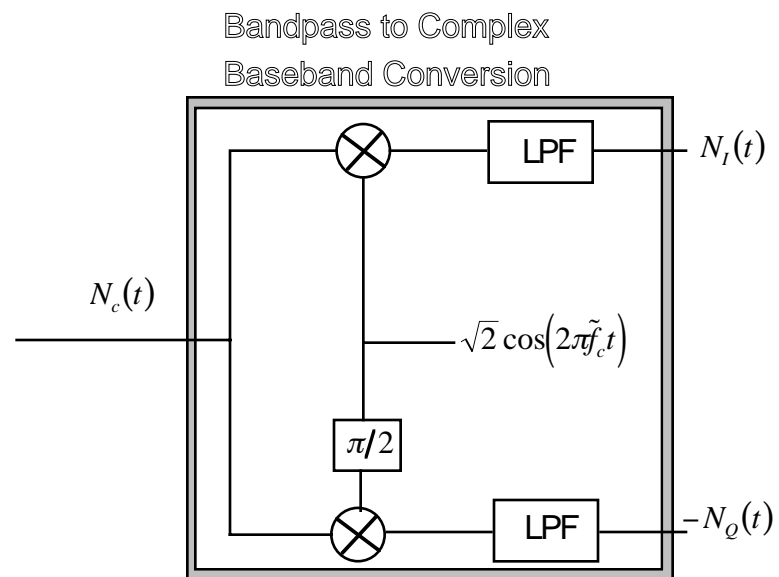 Bandpass to Complex
Baseband Conversion
LPF
N_I(t)
N_c(t)
√2 cos(2πf̃_c t)
π/2
LPF
−N_Q(t)